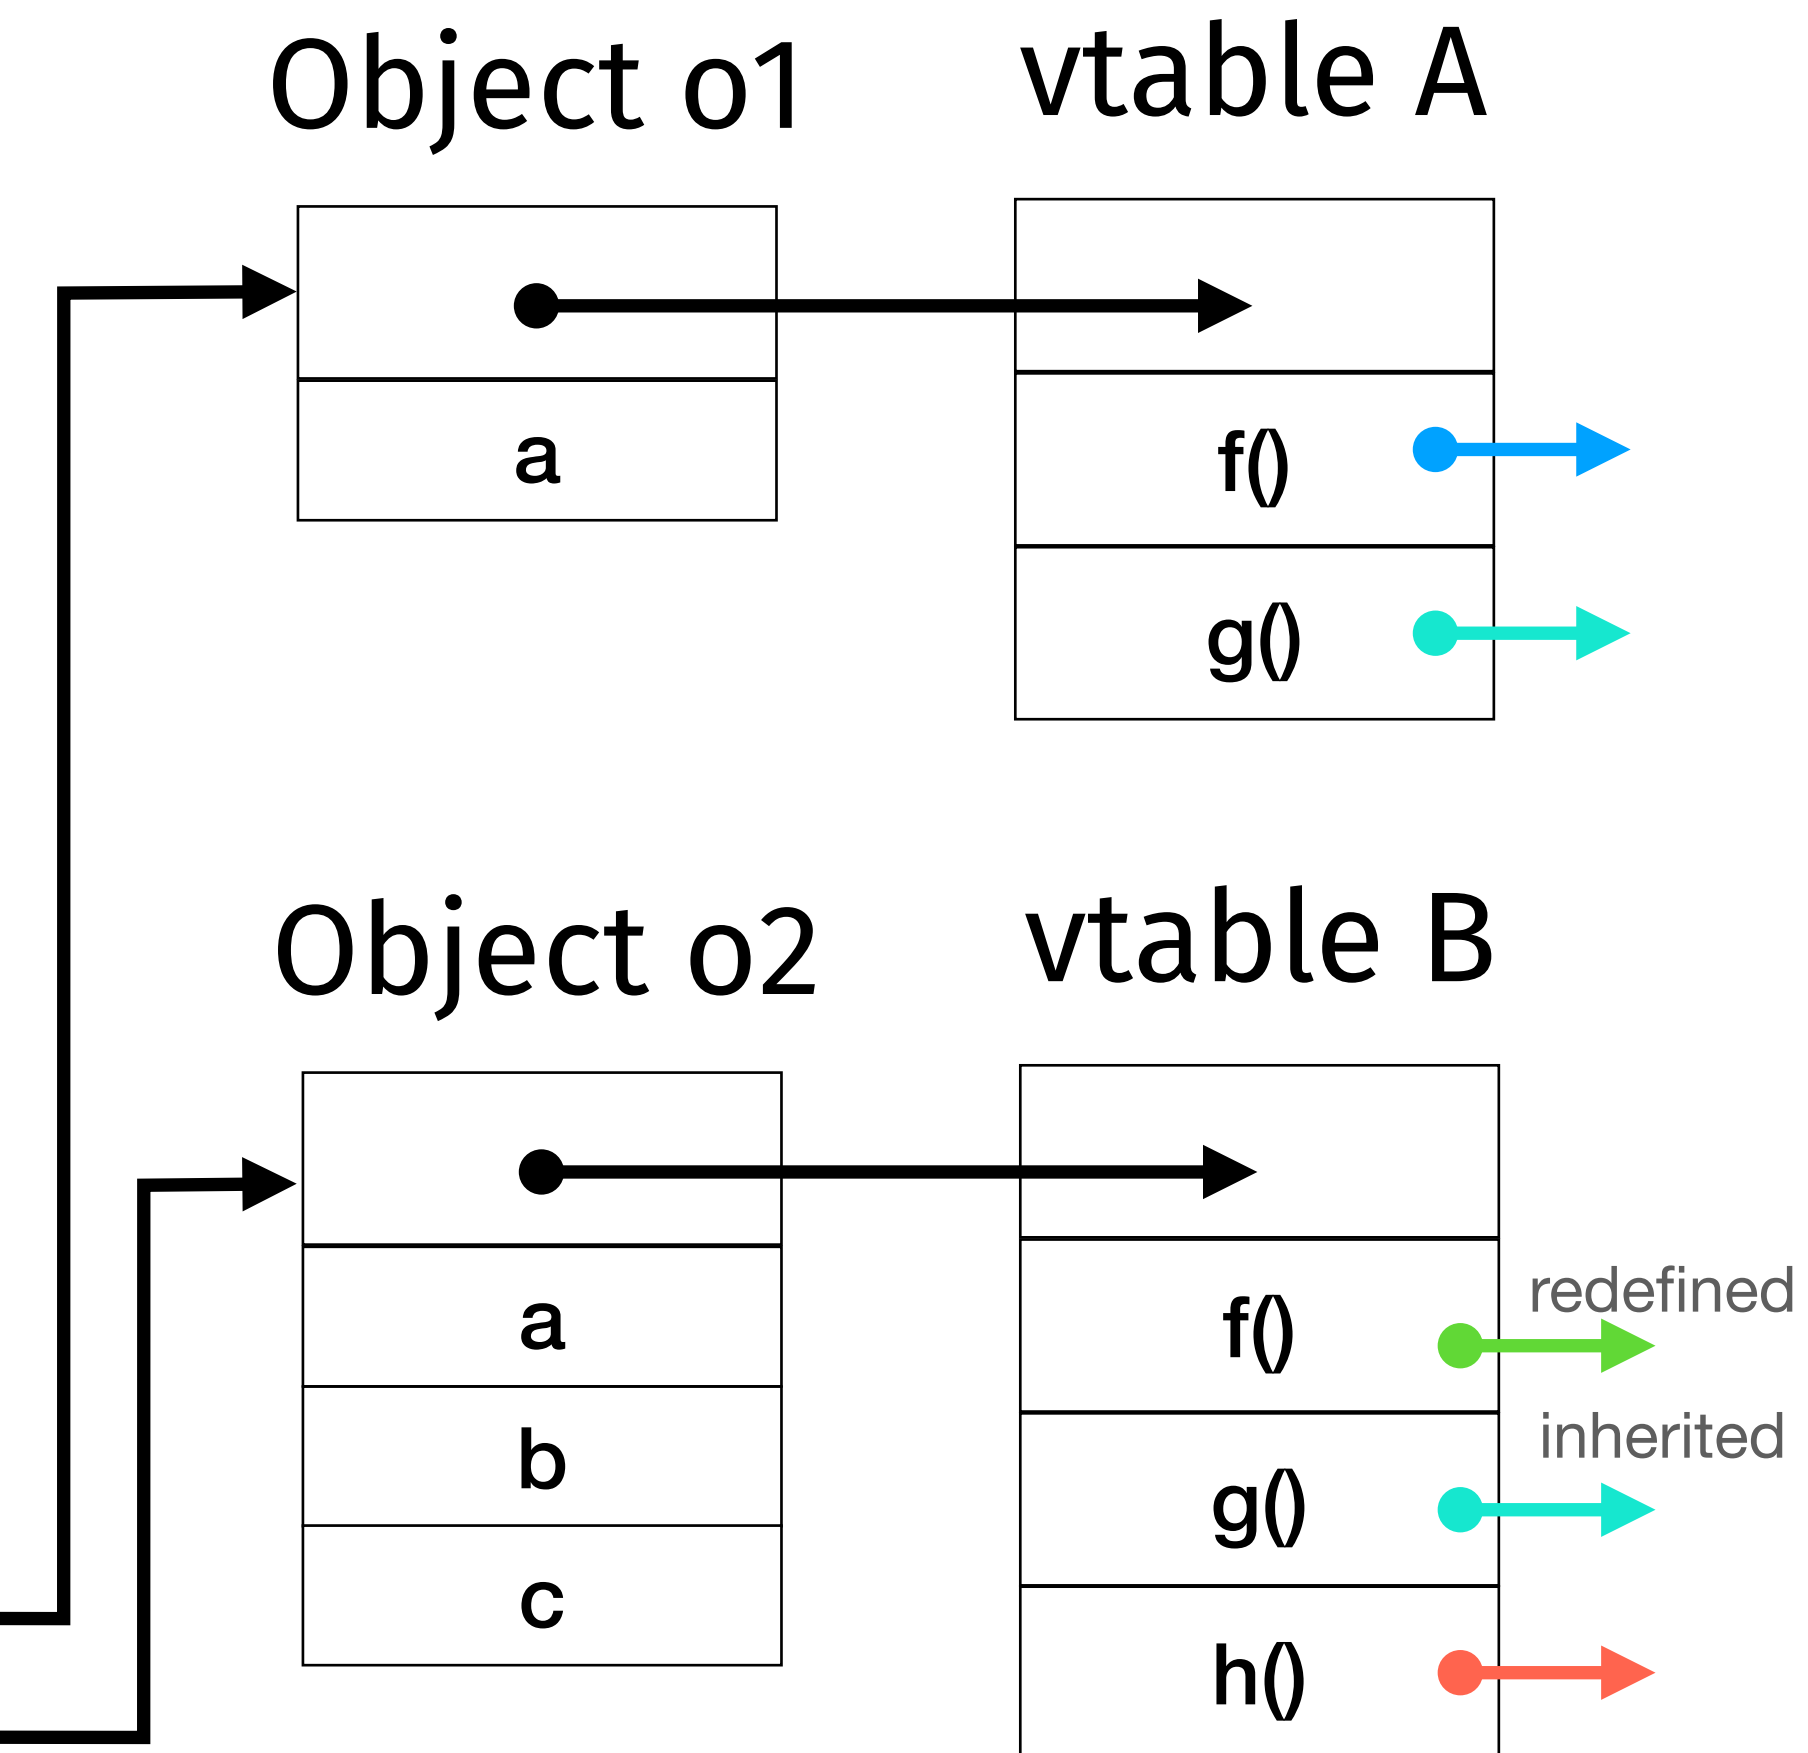 Object o1
vtable A
a
f()
g()
Object o2
vtable B
a
b
c
f()
redefined
g()
inherited
h()